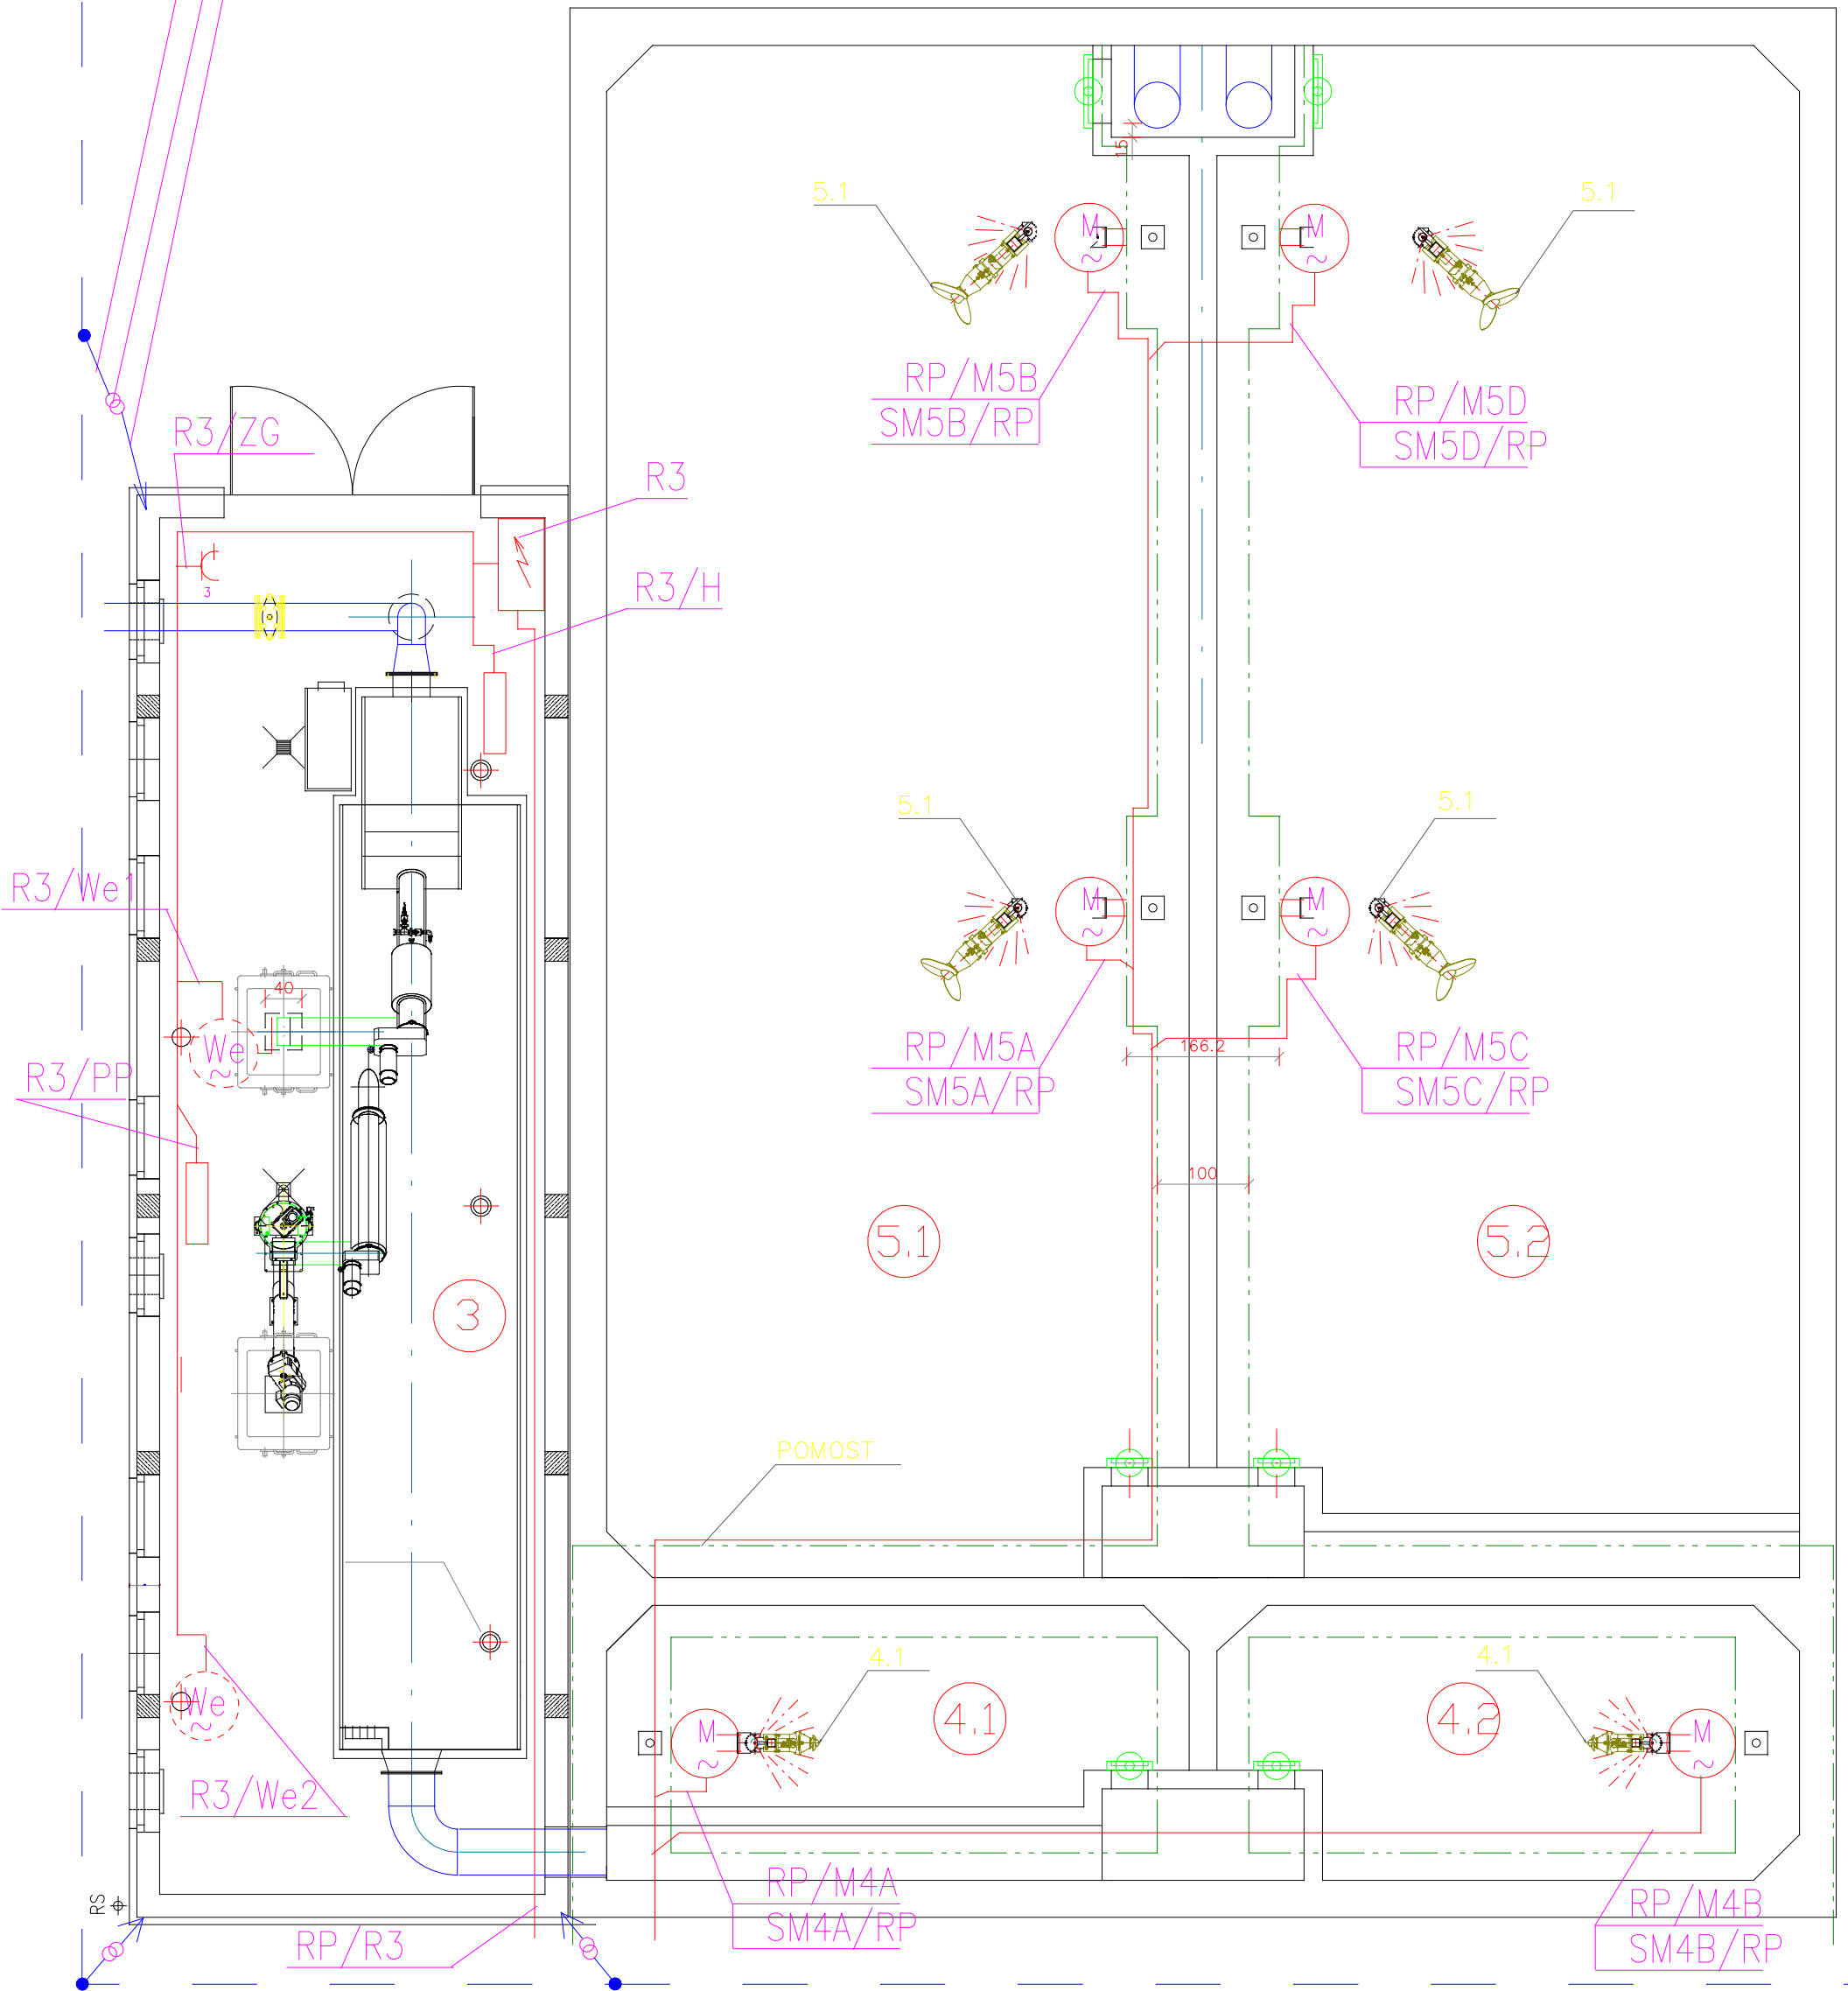 15
5.1
5.1
M
~
M
~
RP/M5B
SM5B/RP
RP/M5D
SM5D/RP
R3/ZG
R3
3
R3/H
5.1
5.1
R3/We1
M
~
M
~
40
We
~
RP/M5A
SM5A/RP
166.2
RP/M5C
SM5C/RP
R3/PP
100
5.1
5.2
3
POMOST
4.1
4.1
We
~
M
~
4.1
4.2
M
~
R3/We2
RS
RP/M4A
SM4A/RP
RP/M4B
SM4B/RP
RP/R3